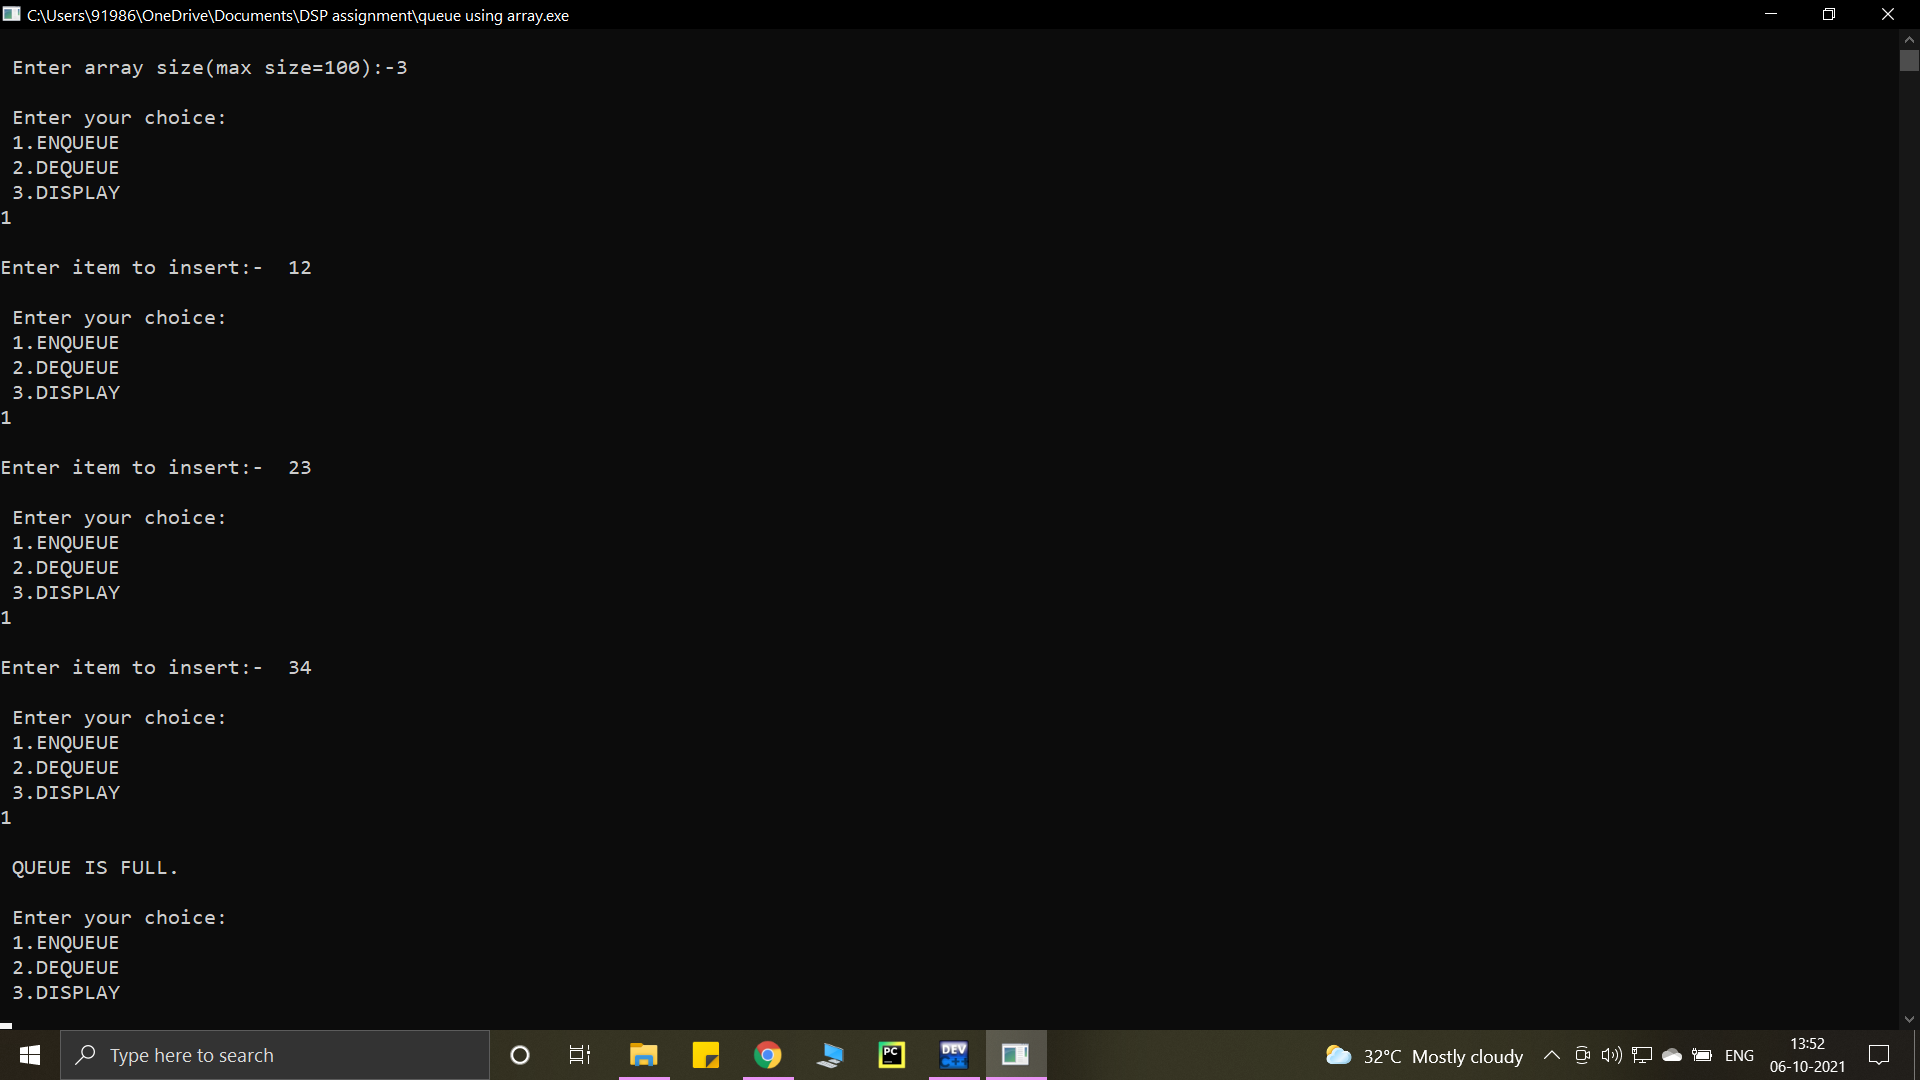 C:\Users\91986\OneDrive\Documents\DSP assignment\queue using array.exe
Enter array size(max size=100):-3
Enter your choice:
1.ENQUEUE
2.DEQUEUE
3.DISPLAY
1
Enter item to insert:-  12
Enter your choice:
1.ENQUEUE
2.DEQUEUE
3.DISPLAY
1
Enter item to insert:-  23
Enter your choice:
1.ENQUEUE
2.DEQUEUE
3.DISPLAY
1
Enter item to insert:-  34
Enter your choice:
1.ENQUEUE
2.DEQUEUE
3.DISPLAY
1
QUEUE IS FULL.
Enter your choice:
1.ENQUEUE
2.DEQUEUE
3.DISPLAY
Type here to search
PC
DEV
C++
32°C Mostly cloudy
ENG
13:52
06-10-2021